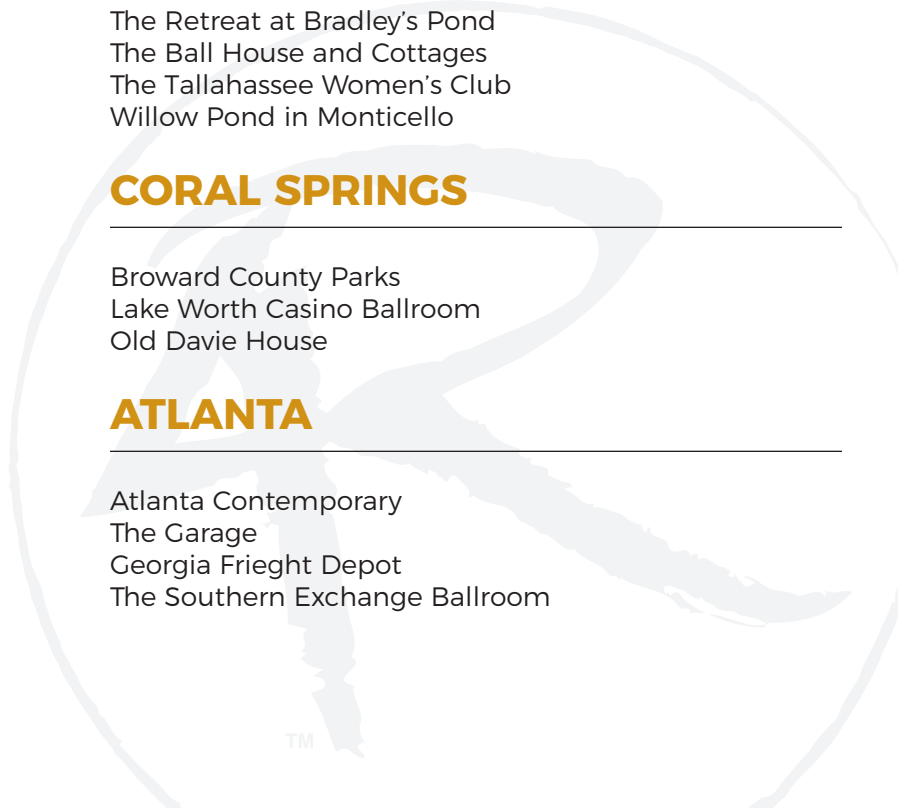 The Retreat at Bradley’s Pond
The Ball House and Cottages
The Tallahassee Women’s Club
Willow Pond in Monticello
CORAL SPRINGS
Broward County Parks
Lake Worth Casino Ballroom
Old Davie House
ATLANTA
Atlanta Contemporary
The Garage
Georgia Frieght Depot
The Southern Exchange Ballroom
4R
TM